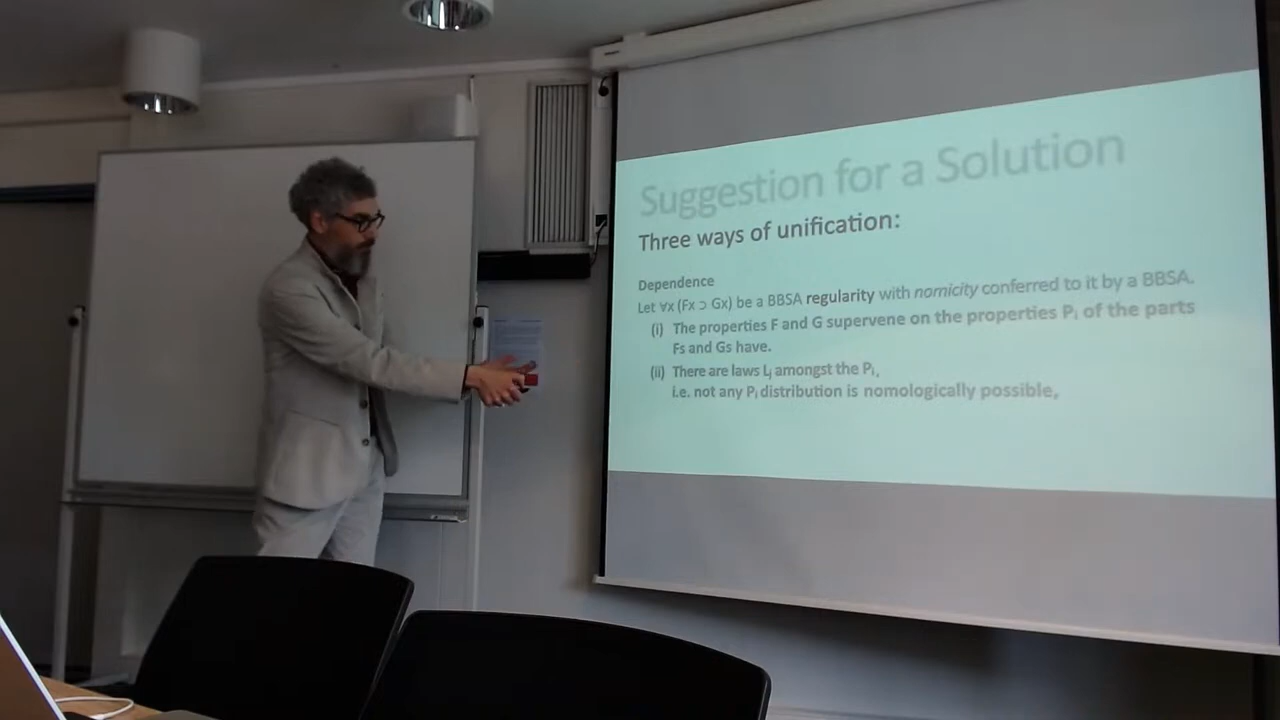 Suggestion for a Solution
Three ways of unification:
Dependence
Let ∀x (Fx ⊃ Gx) be a BBSA regularity with nomicity conferred to it by a BBSA.
(i) The properties F and G supervene on the properties Pᵢ of the parts
Fs and Gs have.
(ii) There are laws Lⱼ amongst the Pᵢ,
i.e. not any Pᵢ distribution is nomologically possible,